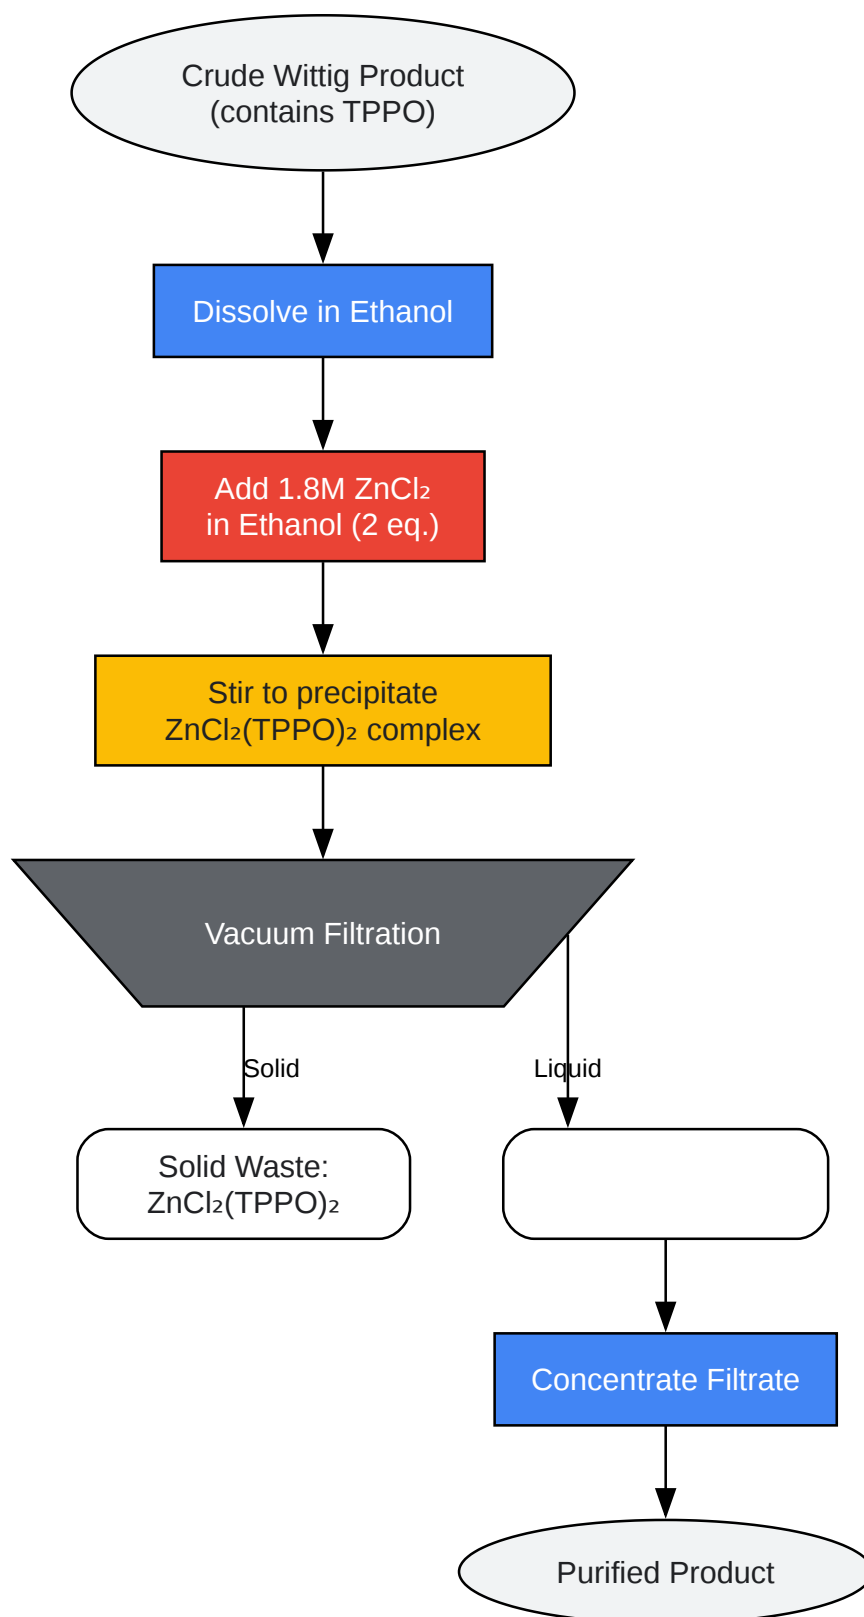 Crude Wittig Product
(contains TPPO)
Dissolve in Ethanol
Add 1.8M ZnCl₂
in Ethanol (2 eq.)
Stir to precipitate
ZnCl₂(TPPO)₂ complex
Vacuum Filtration
Solid
Liquid
Solid Waste:
ZnCl₂(TPPO)₂
Concentrate Filtrate
Purified Product